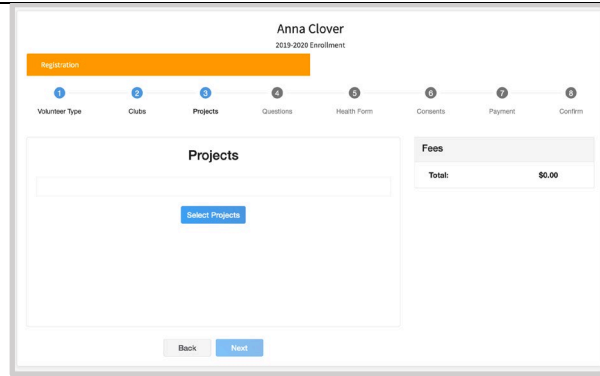 Anna Clover
2019-2020 Enrollment
Registration
1 2 3 4 5 6 7 8
Volunteer Type Clubs Projects Questions Health Form Consents Payment Confirm
Projects
Select Projects
Fees
Total: $0.00
Back Next